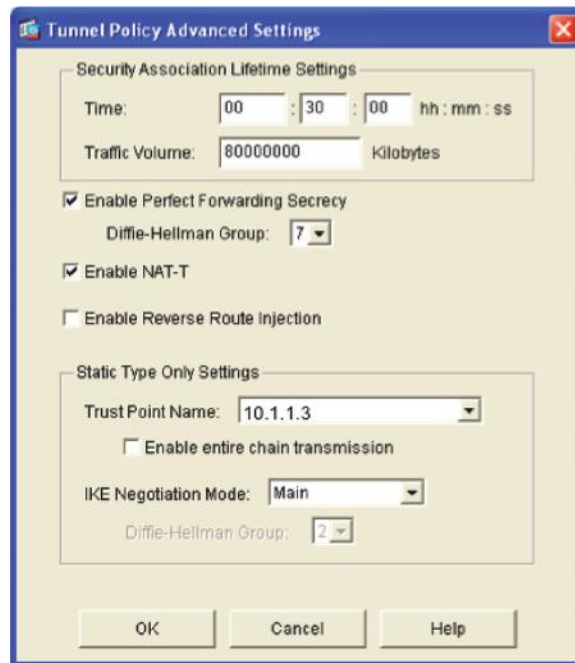 Tunnel Policy Advanced Settings
Security Association Lifetime Settings
Time: 00 : 30 : 00 hh : mm : ss
Traffic Volume: 80000000 Kilobytes
Enable Perfect Forwarding Secrecy
Diffie-Hellman Group: 7
Enable NAT-T
Enable Reverse Route Injection
Static Type Only Settings
Trust Point Name: 10.1.1.3
Enable entire chain transmission
IKE Negotiation Mode: Main
Diffie-Hellman Group: 2
OK Cancel Help